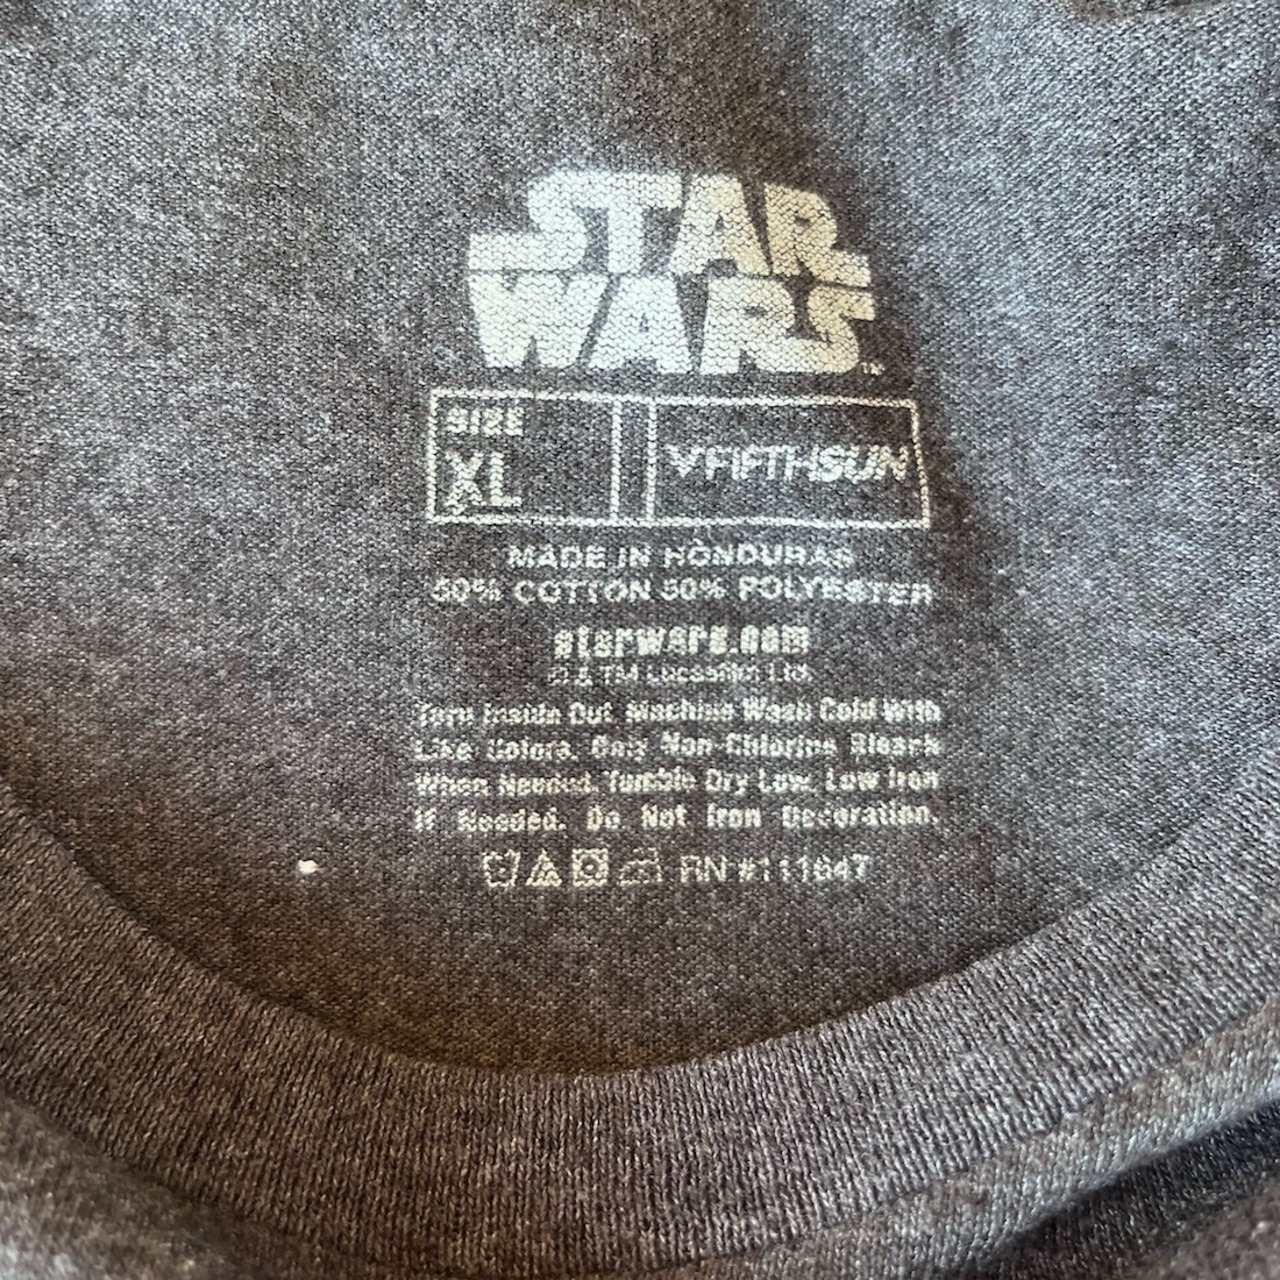 STAR
WARS™
SIZE
XL
FIFTHSUN
MADE IN HONDURAS
50% COTTON 50% POLYESTER
starwars.com
© & TM Lucasfilm Ltd.
Turn Inside Out. Machine Wash Cold With
Like Colors. Only Non-Chlorine Bleach
When Needed. Tumble Dry Low. Low Iron
If Needed. Do Not Iron Decoration.
RN #111647